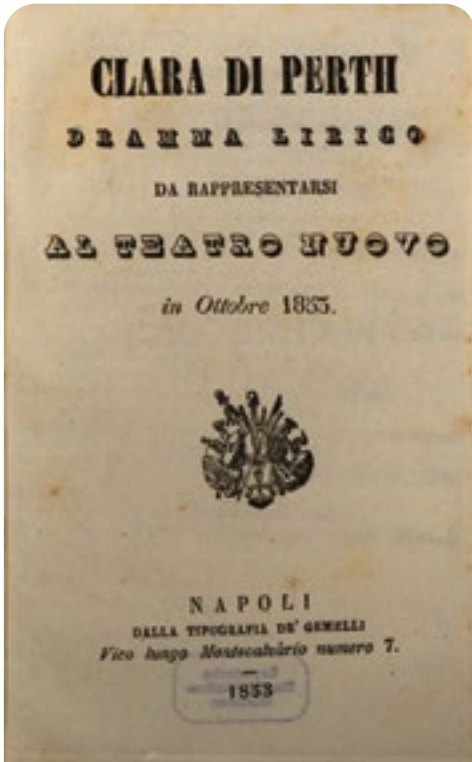 CLARA DI PERTH
DRAMMA LIRICO
DA RAPPRESENTARSI
AL TEATRO NUOVO
in Ottobre 1853.
NAPOLI
DALLA TIPOGRAFIA DE' GEMELLI
Vico lungo Montecalvario numero 7.
1853